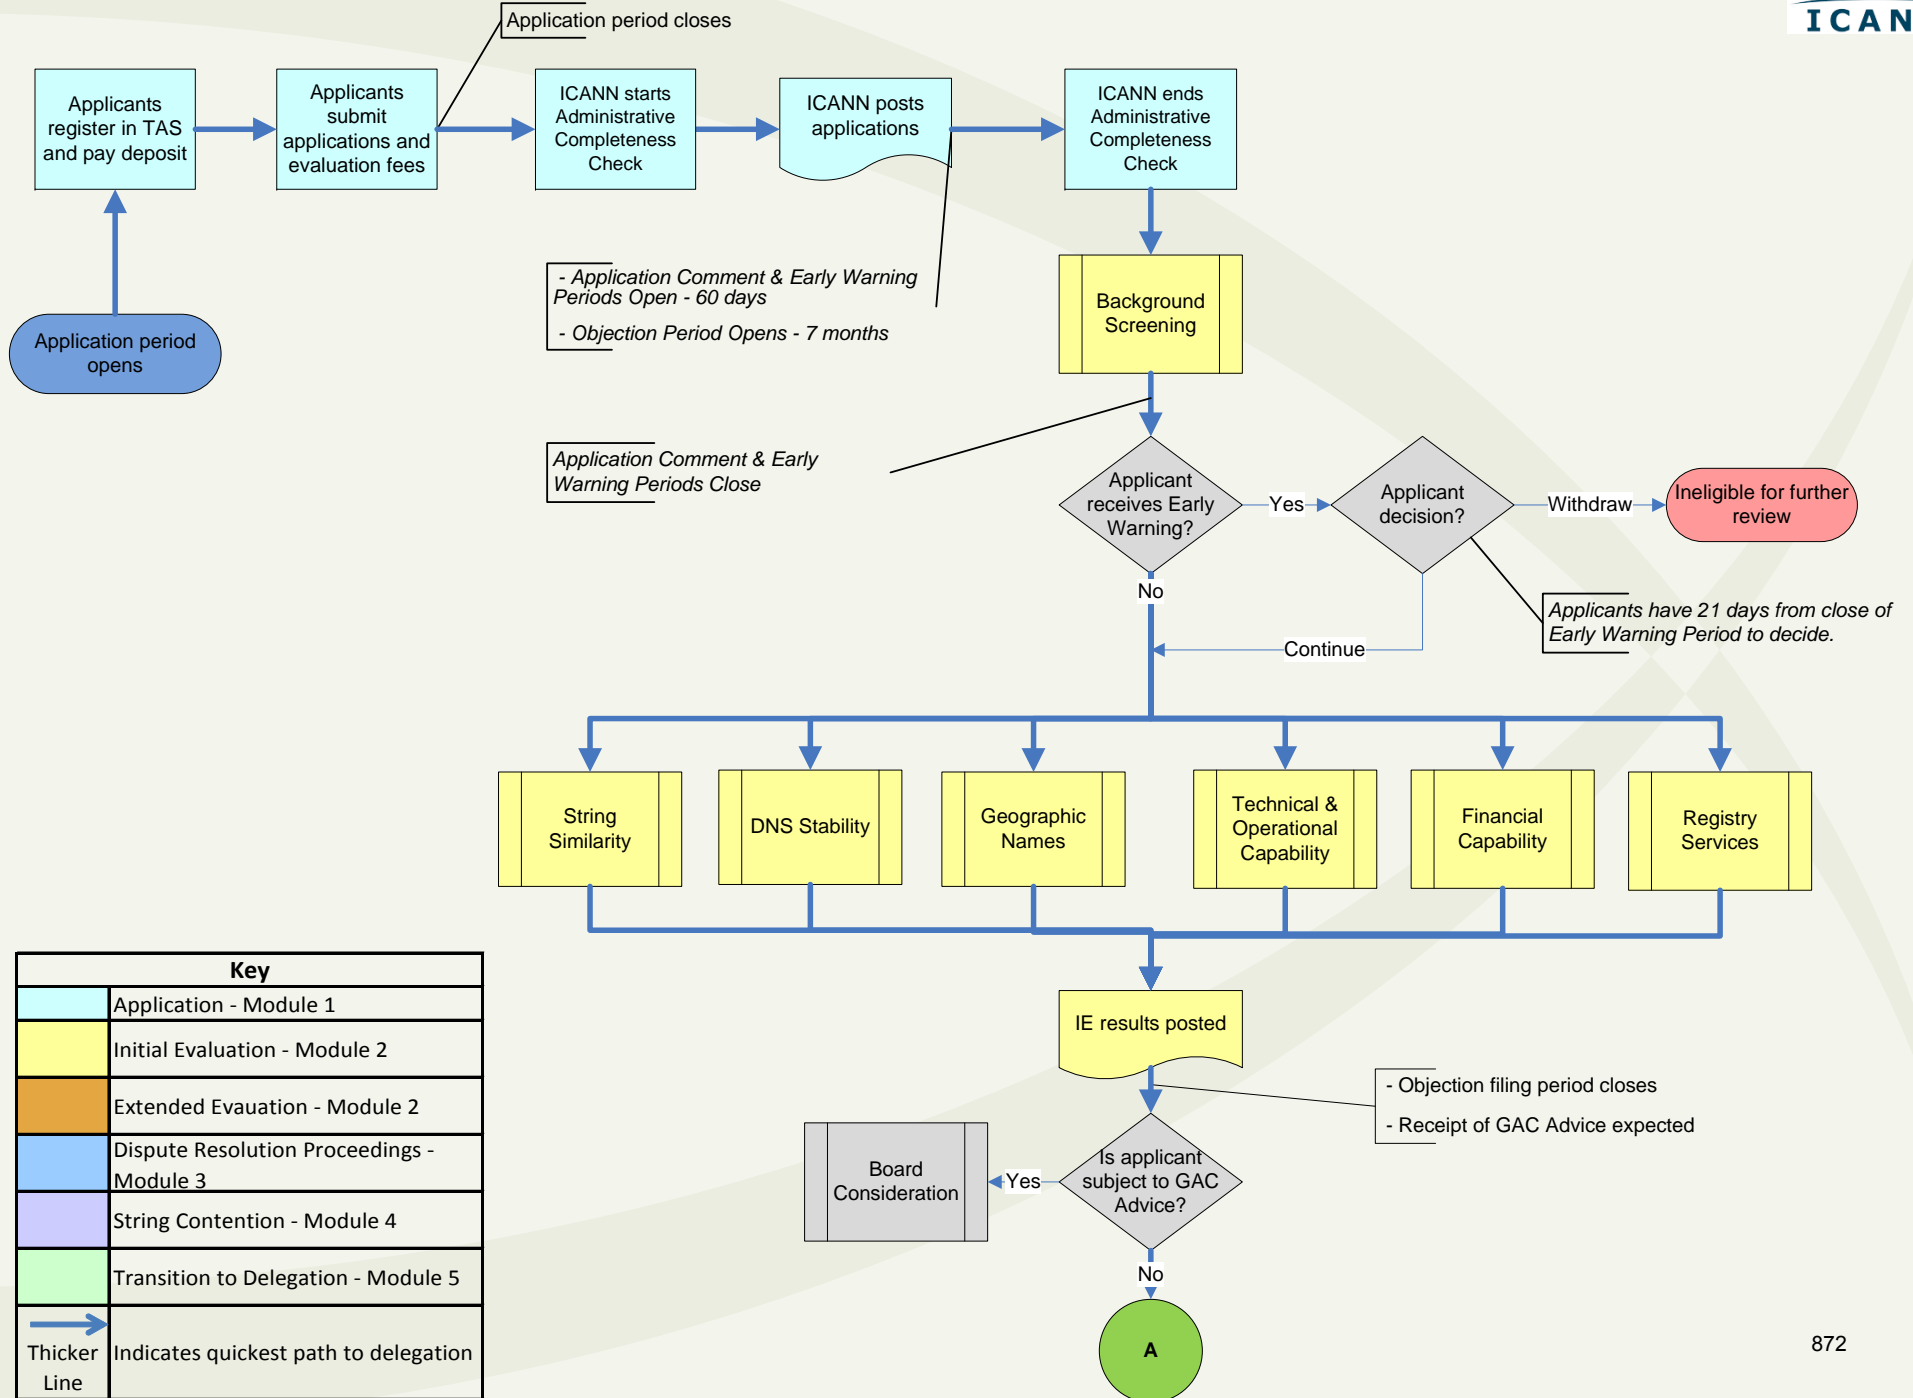 Application period closes
ICAN
Applicants
register in TAS
and pay deposit
Applicants
submit
applications and
evaluation fees
ICANN starts
Administrative
Completeness
Check
ICANN posts
applications
ICANN ends
Administrative
Completeness
Check
- Application Comment & Early Warning
Periods Open - 60 days
- Objection Period Opens - 7 months
Background
Screening
Application period
opens
Application Comment & Early
Warning Periods Close
Applicant
receives Early
Warning?
Yes
Applicant
decision?
Withdraw
Ineligible for further
review
No
Applicants have 21 days from close of
Early Warning Period to decide.
Continue
String
Similarity
DNS Stability
Geographic
Names
Technical &
Operational
Capability
Financial
Capability
Registry
Services
IE results posted
- Objection filing period closes
- Receipt of GAC Advice expected
Board
Consideration
Yes
Is applicant
subject to GAC
Advice?
No
A
Key
Application - Module 1
Initial Evaluation - Module 2
Extended Evauation - Module 2
Dispute Resolution Proceedings -
Module 3
String Contention - Module 4
Transition to Delegation - Module 5
Thicker
Line
Indicates quickest path to delegation
872